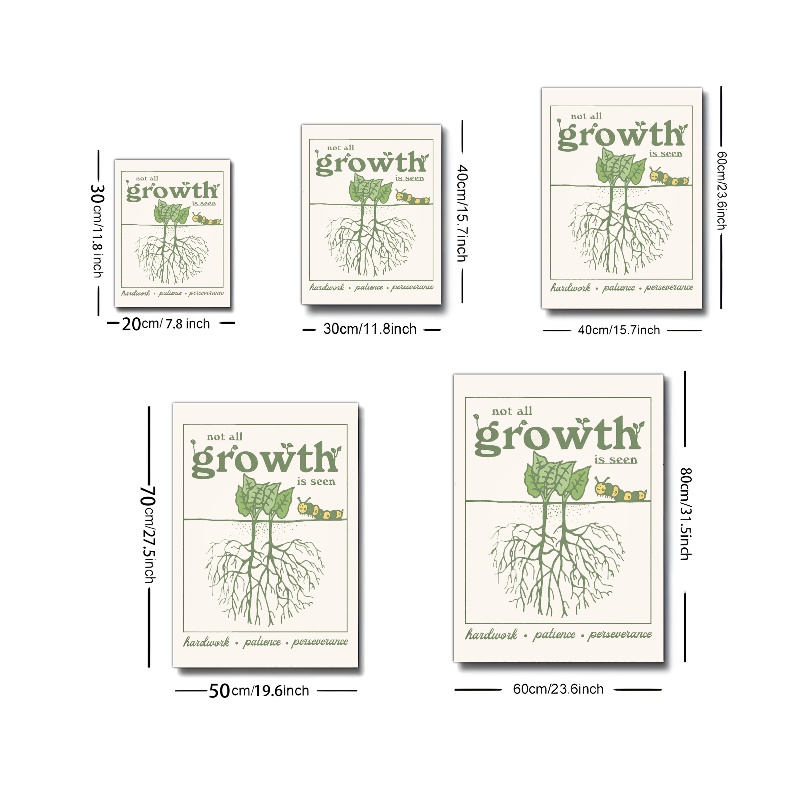 not all
growth
is seen
hardwork • patience • perseverance
30cm/11.8 inch
20cm/ 7.8 inch
not all
growth
is seen
hardwork • patience • perseverance
40cm/15.7inch
30cm/11.8inch
not all
growth
is seen
hardwork • patience • perseverance
60cm/23.6inch
40cm/15.7inch
not all
growth
is seen
hardwork • patience • perseverance
70cm/27.5inch
50cm/19.6inch
not all
growth
is seen
hardwork • patience • perseverance
80cm/31.5inch
60cm/23.6inch